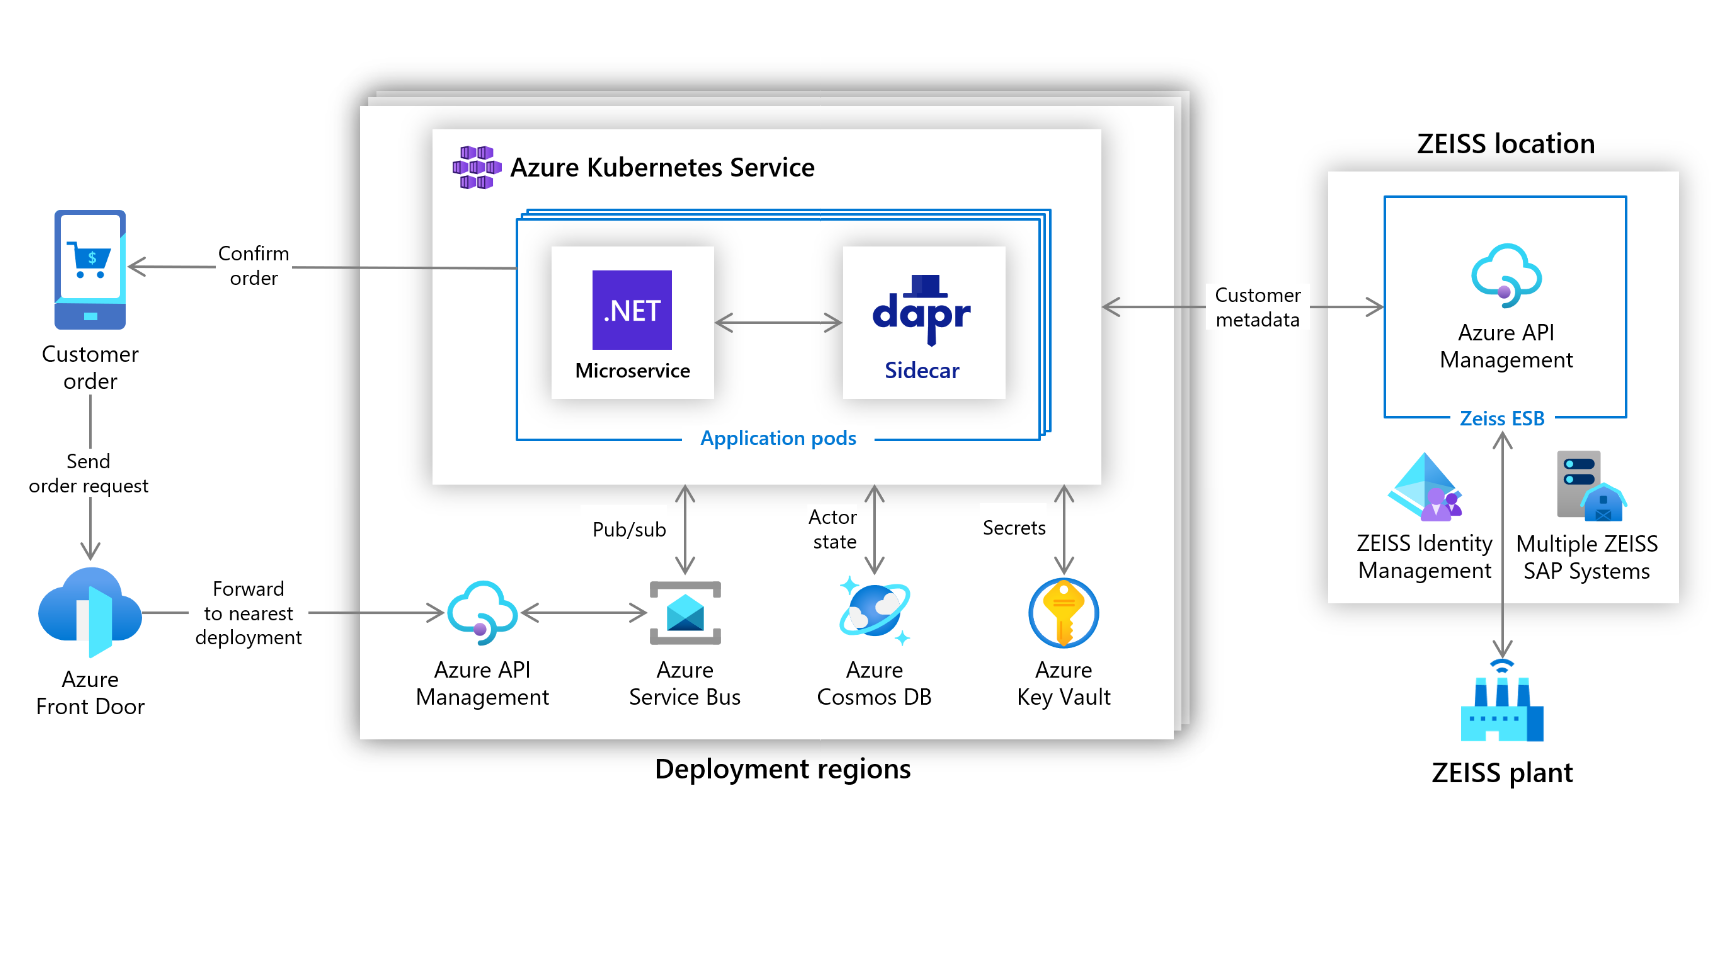 ZEISS location
Azure Kubernetes Service
$
Confirm
order
.NET
Microservice
dapr
Sidecar
Application pods
Customer
metadata
Azure API
Management
Zeiss ESB
Customer
order
Send
order request
Pub/sub
Actor
state
Secrets
ZEISS Identity
Management
Multiple ZEISS
SAP Systems
Forward
to nearest
deployment
Azure
Front Door
Azure API
Management
Azure
Service Bus
Azure
Cosmos DB
Azure
Key Vault
Deployment regions
ZEISS plant